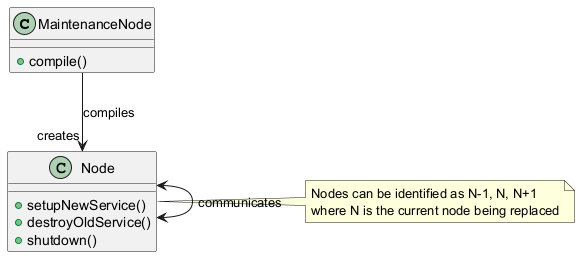 C MaintenanceNode
compile()
compiles
creates
C Node
setupNewService()
destroyOldService()
shutdown()
communicates
Nodes can be identified as N-1, N, N+1
where N is the current node being replaced